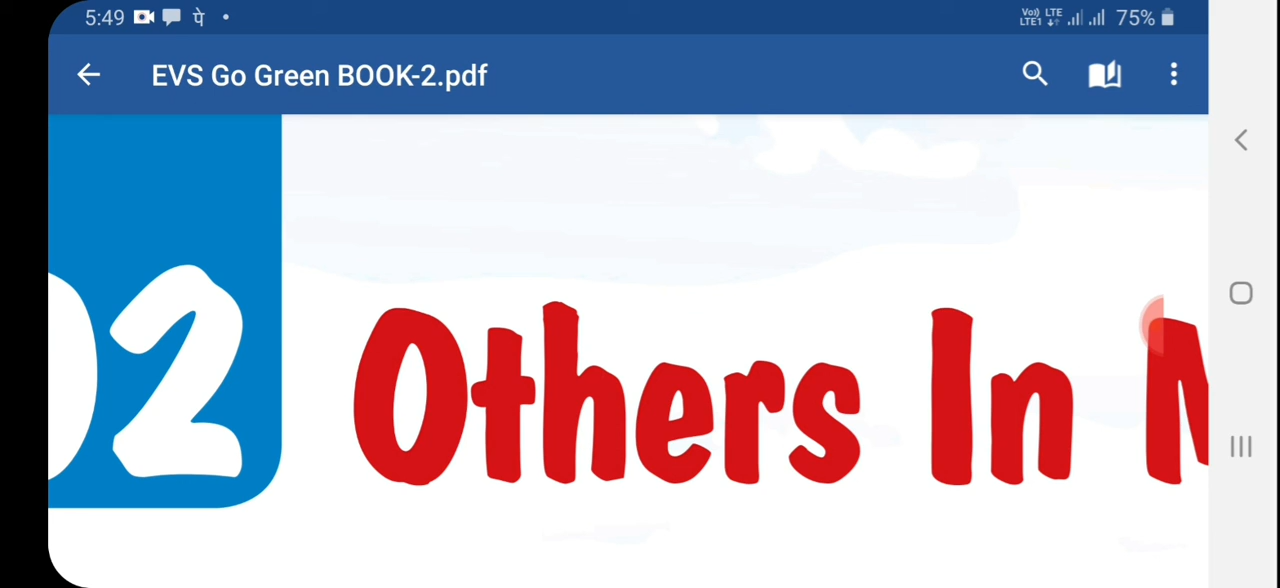 5:49 पे Vo)) LTE LTE1 75%
EVS Go Green BOOK-2.pdf
02 Others In